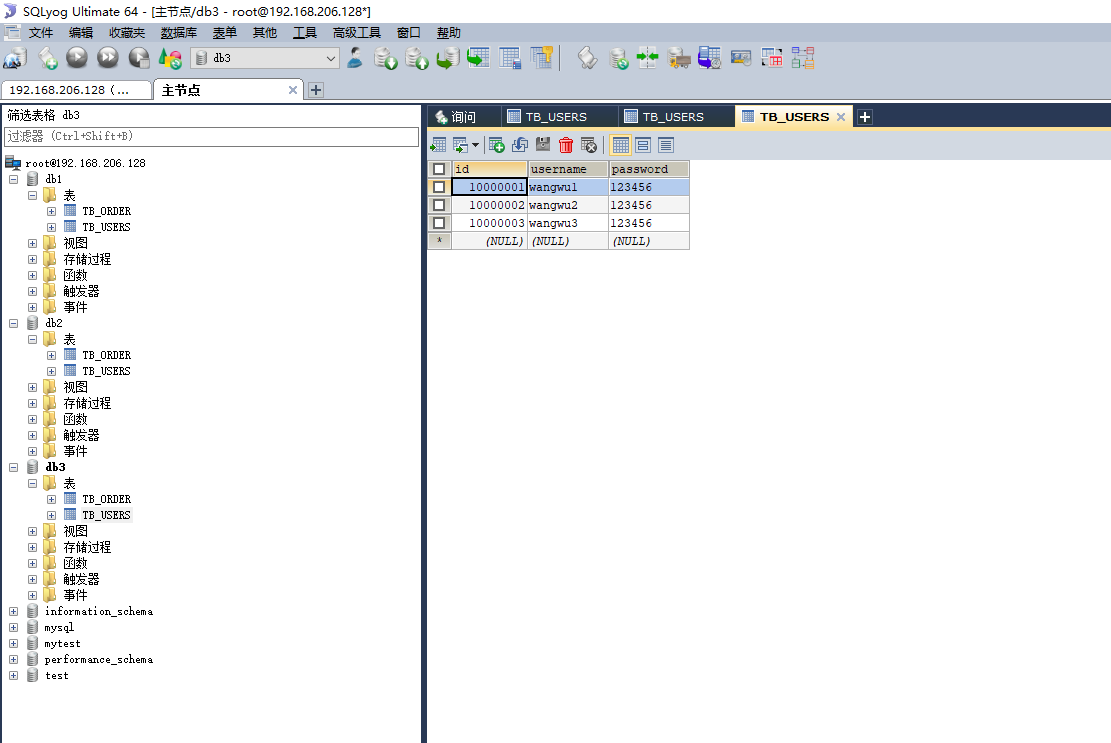 SQLyog Ultimate 64 - [主节点/db3 - root@192.168.206.128*]
文件 编辑 收藏夹 数据库 表单 其他 工具 高级工具 窗口 帮助
db3
192.168.206.128 (... 主节点
筛选表格 db3
过滤器 (Ctrl+Shift+B)
root@192.168.206.128
db1
表
TB_ORDER
TB_USERS
视图
存储过程
函数
触发器
事件
db2
表
TB_ORDER
TB_USERS
视图
存储过程
函数
触发器
事件
db3
表
TB_ORDER
TB_USERS
视图
存储过程
函数
触发器
事件
information_schema
mysql
mytest
performance_schema
test
询问 TB_USERS TB_USERS TB_USERS
id username password
10000001 wangwu1 123456
10000002 wangwu2 123456
10000003 wangwu3 123456
* (NULL) (NULL) (NULL)